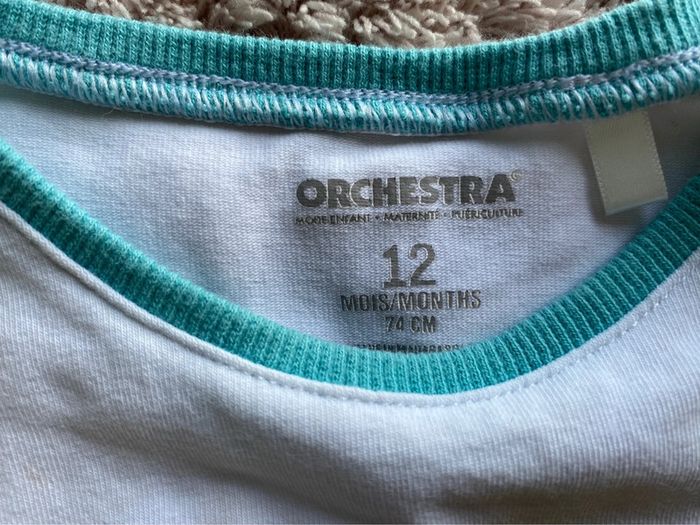 ORCHESTRA©
MODE ENFANT • MATERNITÉ • PUÉRICULTURE
12
MOIS/MONTHS
74 CM